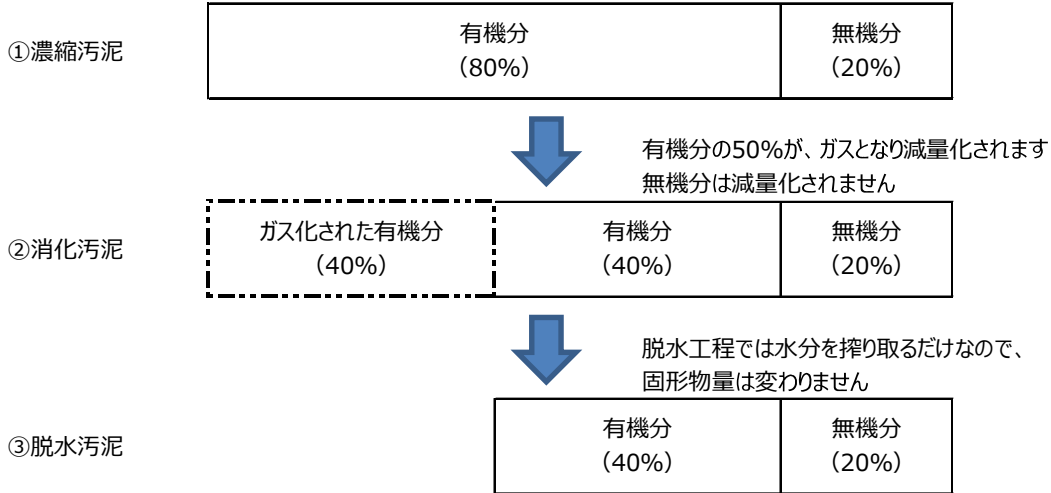 ①濃縮汚泥
有機分
（80%）
無機分
（20%）
有機分の50%が、ガスとなり減量化されます
無機分は減量化されません
②消化汚泥
ガス化された有機分
（40%）
有機分
（40%）
無機分
（20%）
脱水工程では水分を搾り取るだけなので、
固形物量は変わりません
③脱水汚泥
有機分
（40%）
無機分
（20%）